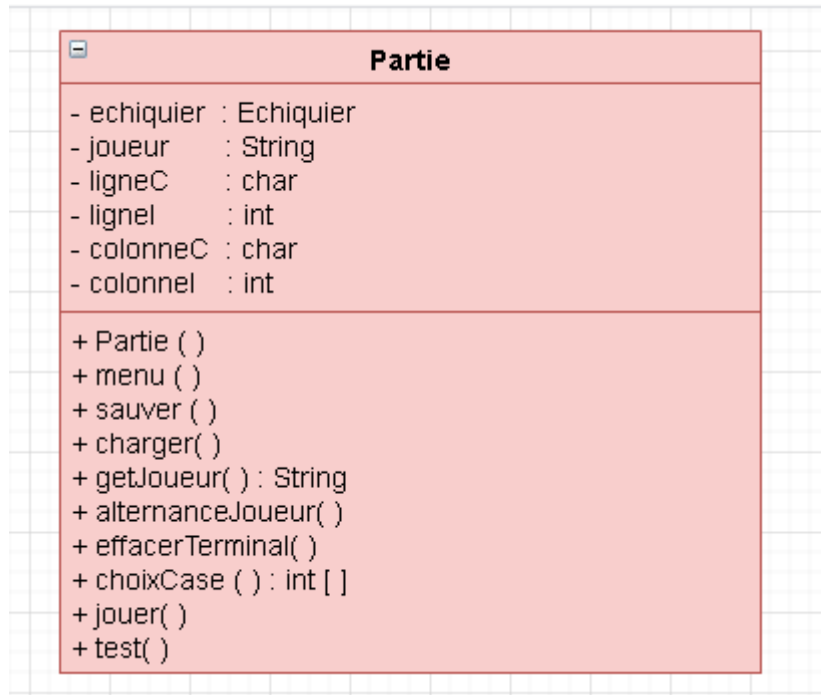 Partie
- echiquier : Echiquier
- joueur : String
- ligneC : char
- ligneI : int
- colonneC : char
- colonneI : int
+ Partie ( )
+ menu ( )
+ sauver ( )
+ charger( )
+ getJoueur( ) : String
+ alternanceJoueur( )
+ effacerTerminal( )
+ choixCase ( ) : int [ ]
+ jouer( )
+ test( )